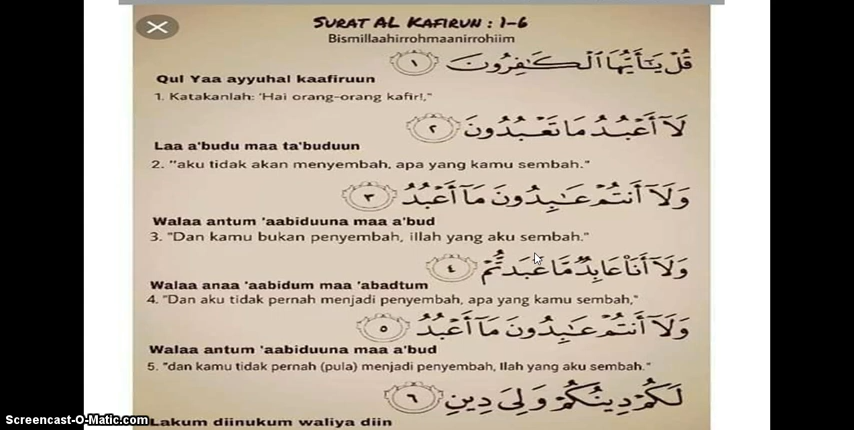 SURAT AL KAFIRUN : 1-6
Bismillaahirrohmaanirrohiim
قُلْ يَـٰٓأَيُّهَا ٱلْكَـٰفِرُونَ ١
Qul Yaa ayyuhal kaafiruun
1. Katakanlah: 'Hai orang-orang kafir!,"
لَآ أَعْبُدُ مَا تَعْبُدُونَ ٢
Laa a'budu maa ta'buduun
2. "aku tidak akan menyembah, apa yang kamu sembah."
وَلَآ أَنتُمْ عَـٰبِدُونَ مَآ أَعْبُدُ ٣
Walaa antum 'aabiduuna maa a'bud
3. "Dan kamu bukan penyembah, illah yang aku sembah."
وَلَآ أَنَا۠ عَابِدٌ مَّا عَبَدتُّمْ ٤
Walaa anaa 'aabidum maa 'abadtum
4. "Dan aku tidak pernah menjadi penyembah, apa yang kamu sembah,"
وَلَآ أَنتُمْ عَـٰبِدُونَ مَآ أَعْبُدُ ٥
Walaa antum 'aabiduuna maa a'bud
5. "dan kamu tidak pernah (pula) menjadi penyembah, Ilah yang aku sembah."
لَكُمْ دِينُكُمْ وَلِىَ دِينِ ٦
Lakum diinukum waliya diin
Screencast-O-Matic.com